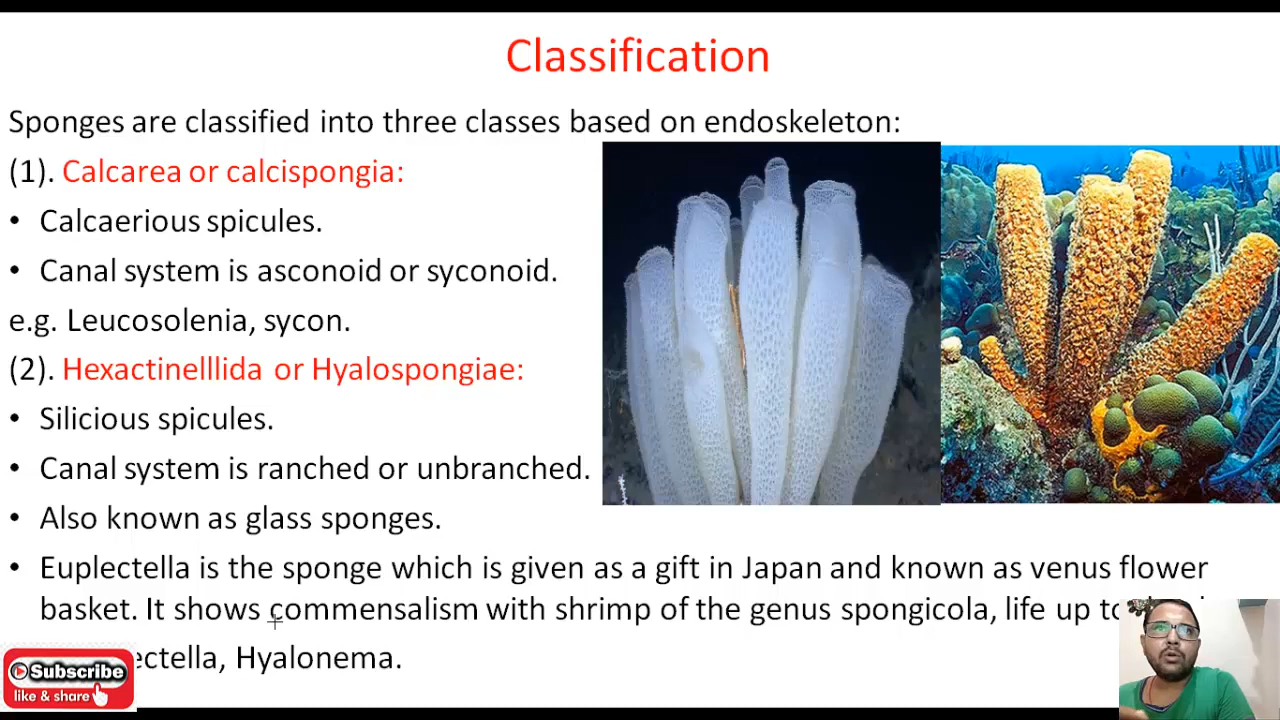 Classification
Sponges are classified into three classes based on endoskeleton:
(1). Calcarea or calcispongia:
• Calcaerious spicules.
• Canal system is asconoid or syconoid.
e.g. Leucosolenia, sycon.
(2). Hexactinelllida or Hyalospongiae:
• Silicious spicules.
• Canal system is ranched or unbranched.
• Also known as glass sponges.
• Euplectella is the sponge which is given as a gift in Japan and known as venus flower
basket. It shows commensalism with shrimp of the genus spongicola, life up to
ectella, Hyalonema.
Subscribe
like & share